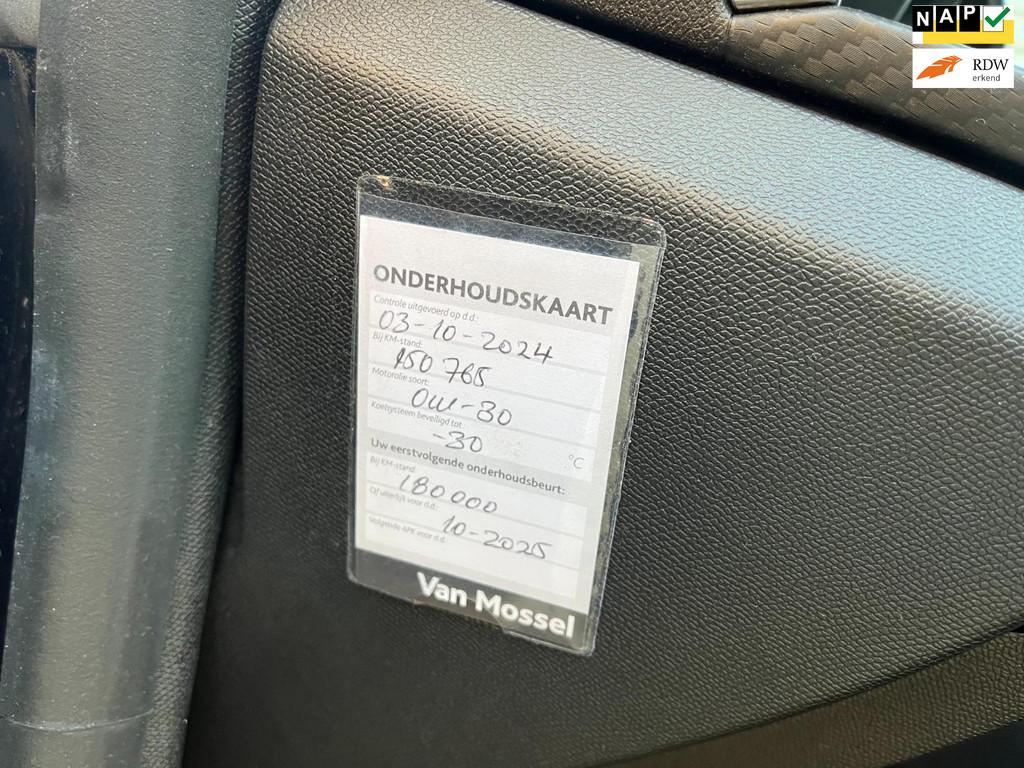 NAP
RDW
erkend
ONDERHOUDSKAART
Controle uitgevoerd op d.d.:
03-10-2024
Bij KM-stand:
150 765
Motorolie soort:
0W-30
Koelsysteem beveiligd tot:
-30 °C
Uw eerstvolgende onderhoudsbeurt:
Bij KM-stand:
180000
Of uiterlijk voor d.d.:
10-2025
Volgende APK voor d.d.:
Van Mossel